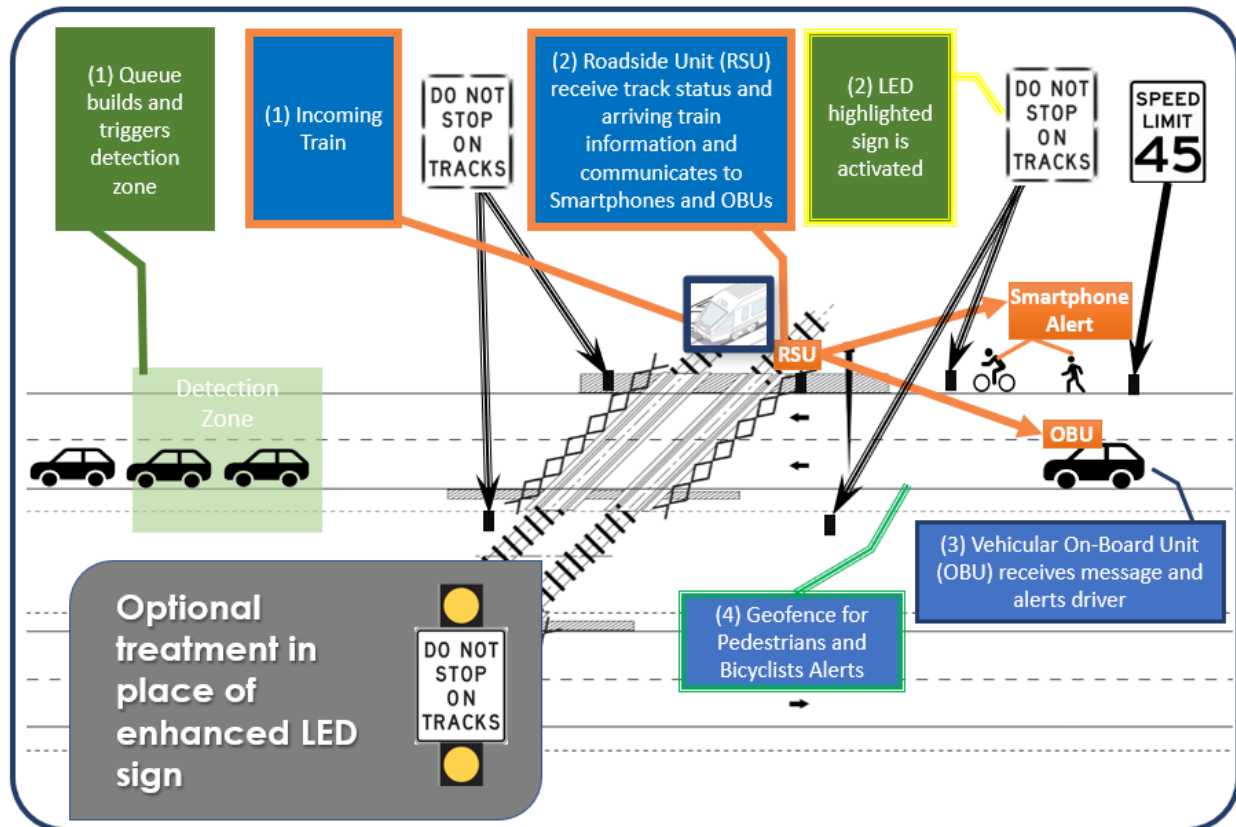 (1) Queue
builds and
triggers
detection
zone
(1) Incoming
Train
DO NOT
STOP
ON
TRACKS
(2) Roadside Unit (RSU)
receive track status and
arriving train
information and
communicates to
Smartphones and OBUs
(2) LED
highlighted
sign is
activated
DO NOT
STOP
ON
TRACKS
SPEED
LIMIT
45
Smartphone
Alert
RSU
Detection
Zone
OBU
(3) Vehicular On-Board Unit
(OBU) receives message and
alerts driver
(4) Geofence for
Pedestrians and
Bicyclists Alerts
Optional
treatment in
place of
enhanced LED
sign
DO NOT
STOP
ON
TRACKS